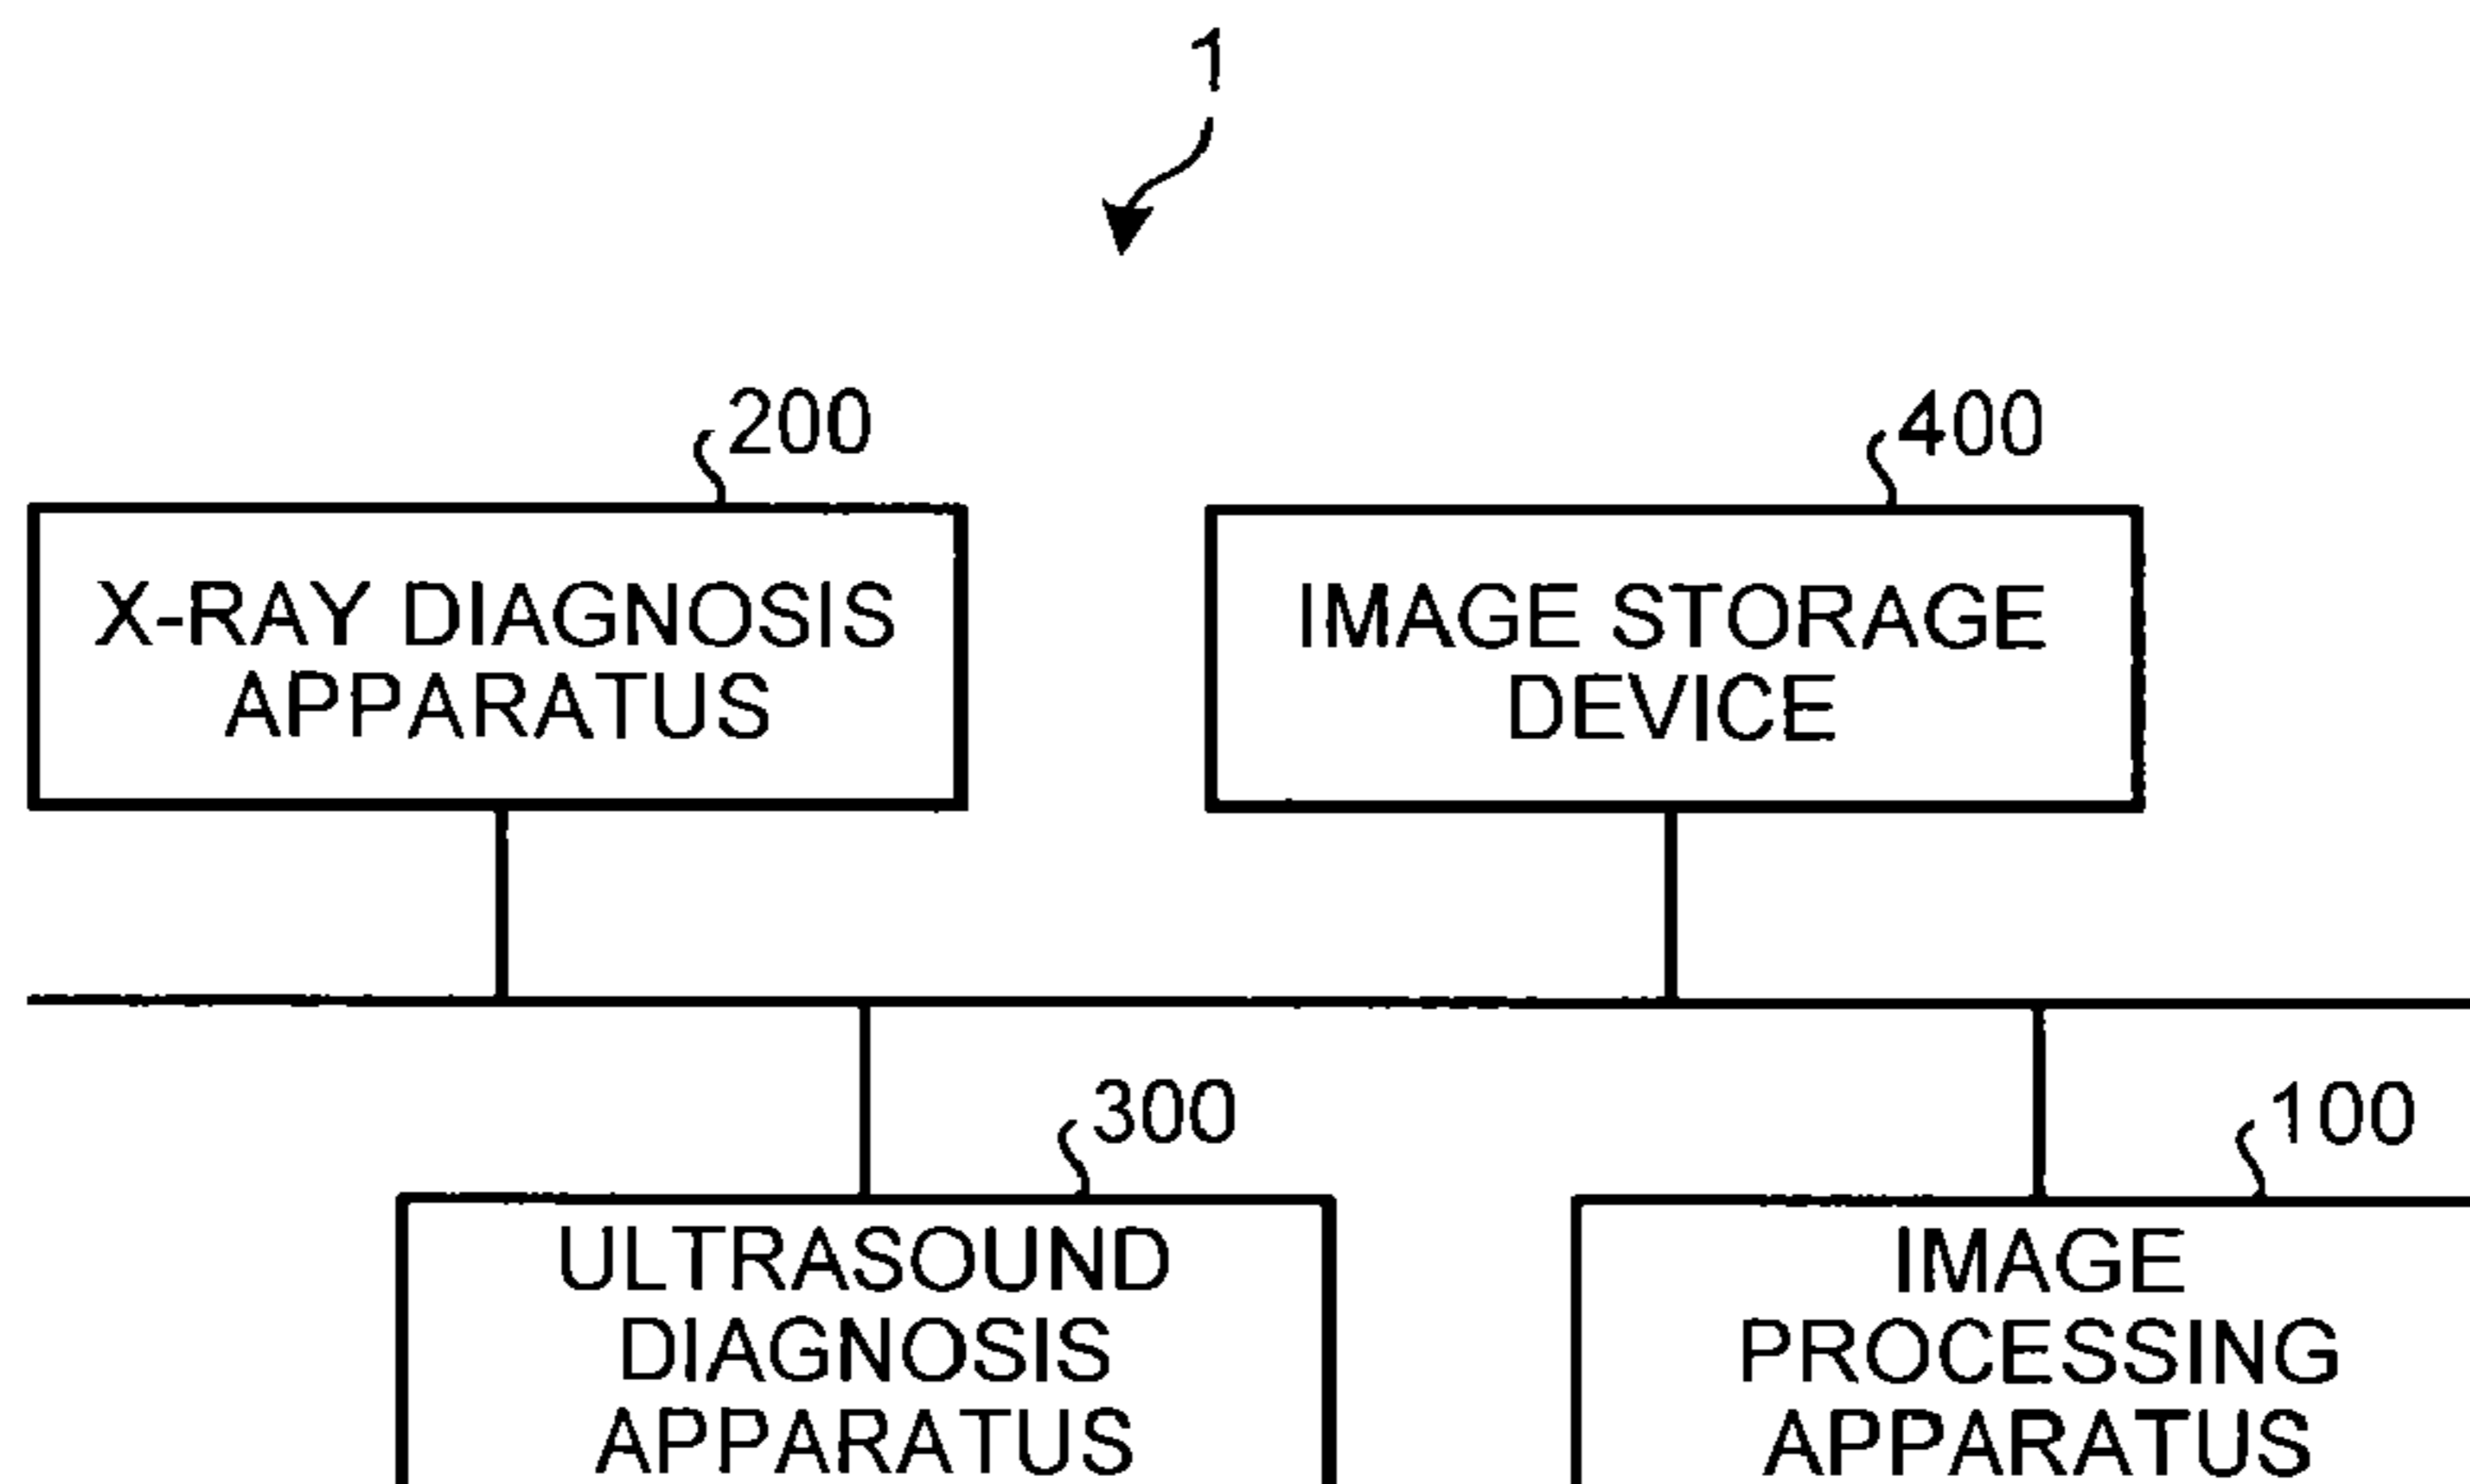 1
200
X-RAY DIAGNOSIS
APPARATUS
400
IMAGE STORAGE
DEVICE
300
ULTRASOUND
DIAGNOSIS
APPARATUS
100
IMAGE
PROCESSING
APPARATUS